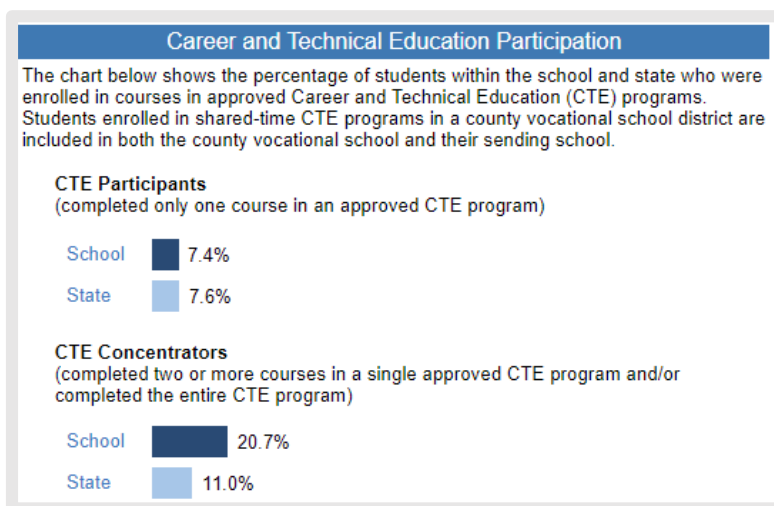 Career and Technical Education Participation
The chart below shows the percentage of students within the school and state who were
enrolled in courses in approved Career and Technical Education (CTE) programs.
Students enrolled in shared-time CTE programs in a county vocational school district are
included in both the county vocational school and their sending school.
CTE Participants
(completed only one course in an approved CTE program)
School 7.4%
State 7.6%
CTE Concentrators
(completed two or more courses in a single approved CTE program and/or
completed the entire CTE program)
School 20.7%
State 11.0%